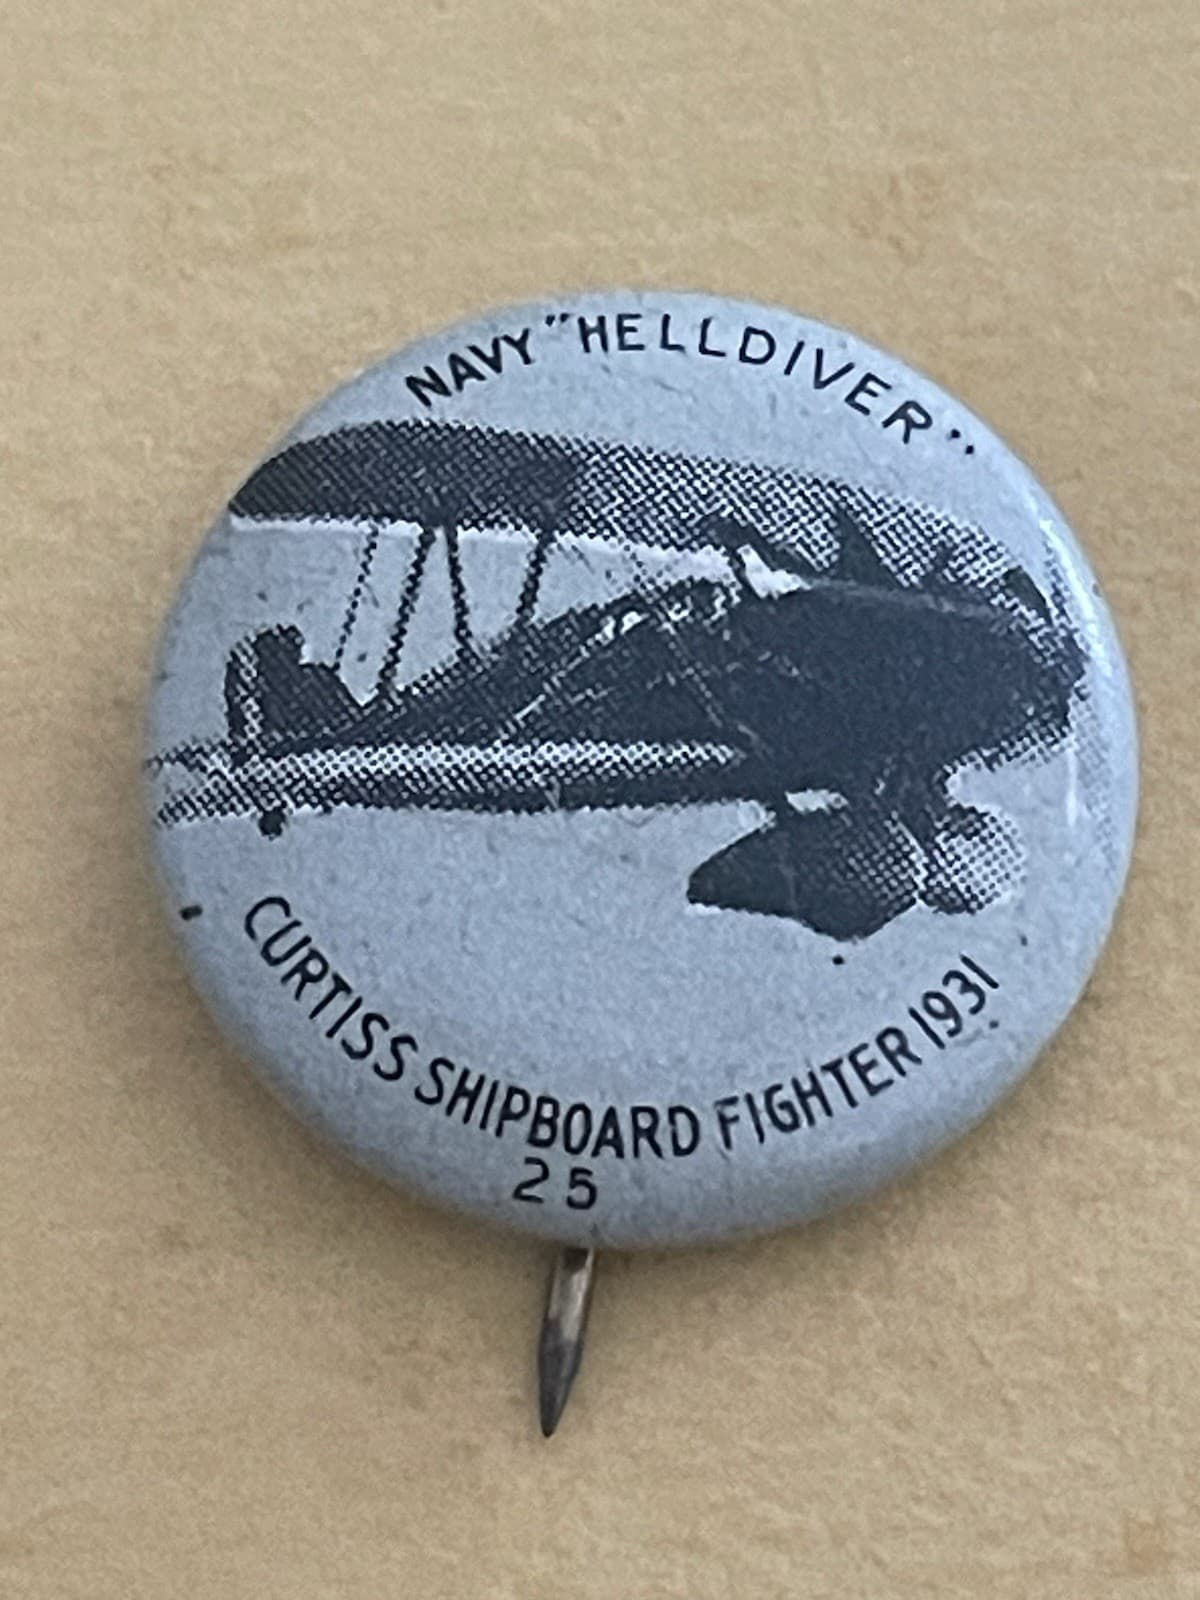 NAVY "HELLDIVER"
CURTISS SHIPBOARD FIGHTER 1931
25